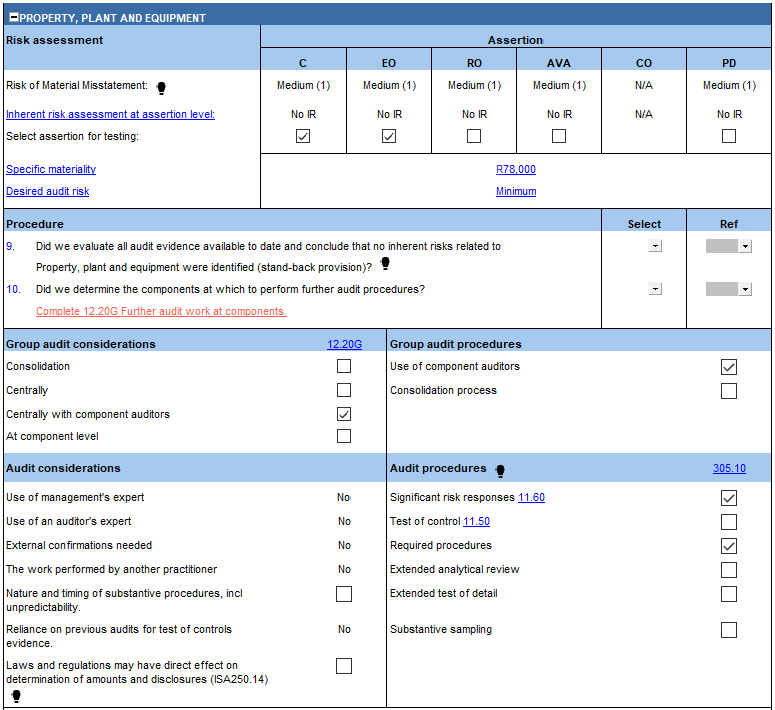 PROPERTY, PLANT AND EQUIPMENT
Risk assessment
Assertion
C EO RO AVA CO PD
Risk of Material Misstatement: Medium (1) Medium (1) Medium (1) Medium (1) N/A Medium (1)
Inherent risk assessment at assertion level: No IR No IR No IR No IR N/A No IR
Select assertion for testing:
Specific materiality R78,000
Desired audit risk Minimum
Procedure Select Ref
9. Did we evaluate all audit evidence available to date and conclude that no inherent risks related to
Property, plant and equipment were identified (stand-back provision)?
10. Did we determine the components at which to perform further audit procedures?
Complete 12.20G Further audit work at components.
Group audit considerations 12.20G Group audit procedures
Consolidation Use of component auditors
Centrally Consolidation process
Centrally with component auditors
At component level
Audit considerations Audit procedures 305.10
Use of management's expert No Significant risk responses 11.60
Use of an auditor's expert No Test of control 11.50
External confirmations needed No Required procedures
The work performed by another practitioner No Extended analytical review
Nature and timing of substantive procedures, incl Extended test of detail
unpredictability.
Reliance on previous audits for test of controls No Substantive sampling
evidence.
Laws and regulations may have direct effect on
determination of amounts and disclosures (ISA250.14)